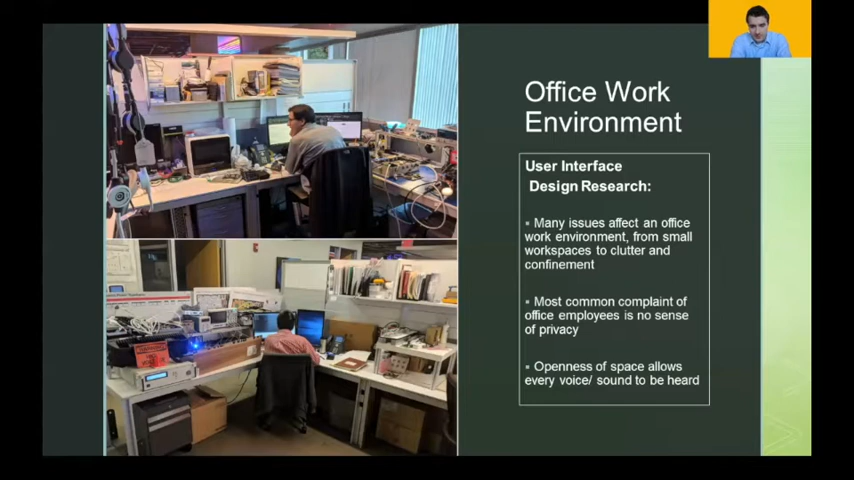 Office Work
Environment
User Interface
Design Research:
▪ Many issues affect an office
work environment, from small
workspaces to clutter and
confinement
▪ Most common complaint of
office employees is no sense
of privacy
▪ Openness of space allows
every voice/ sound to be heard